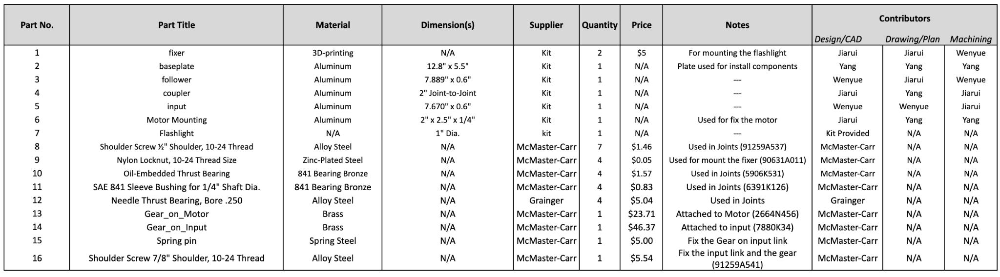 Part No. Part Title Material Dimension(s) Supplier Quantity Price Notes Contributors
Design/CAD Drawing/Plan Machining
1 fixer 3D-printing N/A Kit 2 $5 For mounting the flashlight Jiarui Jiarui Wenyue
2 baseplate Aluminum 12.8" x 5.5" Kit 1 N/A Plate used for install components Yang Yang Yang
3 follower Aluminum 7.889" x 0.6" Kit 1 N/A --- Wenyue Jiarui Wenyue
4 coupler Aluminum 2" Joint-to-Joint Kit 1 N/A --- Jiarui Yang Jiarui
5 input Aluminum 7.670" x 0.6" Kit 1 N/A --- Wenyue Wenyue Jiarui
6 Motor Mounting Aluminum 2" x 2.5" x 1/4" Kit 1 N/A Used for fix the motor Jiarui Yang Yang
7 Flashlight N/A 1" Dia. kit 1 N/A --- Kit Provided N/A N/A
8 Shoulder Screw ½" Shoulder, 10-24 Thread Alloy Steel N/A McMaster-Carr 7 $1.46 Used in Joints (91259A537) McMaster-Carr N/A N/A
9 Nylon Locknut, 10-24 Thread Size Zinc-Plated Steel N/A McMaster-Carr 4 $0.05 Used for mount the fixer (90631A011) McMaster-Carr N/A N/A
10 Oil-Embedded Thrust Bearing 841 Bearing Bronze N/A McMaster-Carr 4 $1.57 Used in Joints (5906K531) McMaster-Carr N/A N/A
11 SAE 841 Sleeve Bushing for 1/4" Shaft Dia. 841 Bearing Bronze N/A McMaster-Carr 4 $0.83 Used in Joints (6391K126) McMaster-Carr N/A N/A
12 Needle Thrust Bearing, Bore .250 Alloy Steel N/A Grainger 4 $5.04 Used in Joints Grainger N/A N/A
13 Gear_on_Motor Brass N/A McMaster-Carr 1 $23.71 Attached to Motor (2664N456) McMaster-Carr N/A N/A
14 Gear_on_Input Brass N/A McMaster-Carr 1 $46.37 Attached to input (7880K34) McMaster-Carr N/A N/A
15 Spring pin Spring Steel N/A McMaster-Carr 1 $5.00 Fix the Gear on input link McMaster-Carr N/A N/A
16 Shoulder Screw 7/8" Shoulder, 10-24 Thread Alloy Steel N/A McMaster-Carr 1 $5.54 Fix the input link and the gear McMaster-Carr N/A N/A
(91259A541)